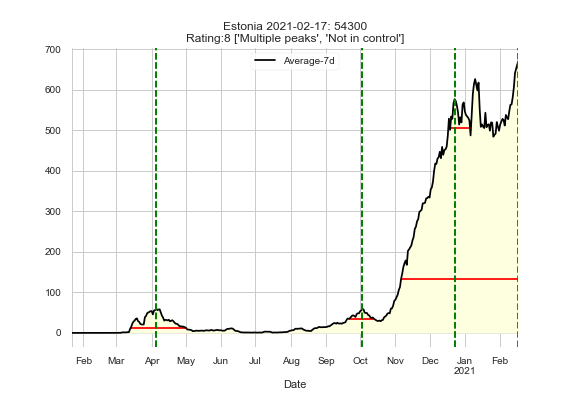 Estonia 2021-02-17: 54300
Rating:8 ['Multiple peaks', 'Not in control']
Average-7d
700
600
500
400
300
200
100
0
Feb Mar Apr May Jun Jul Aug Sep Oct Nov Dec Jan Feb
2021
Date